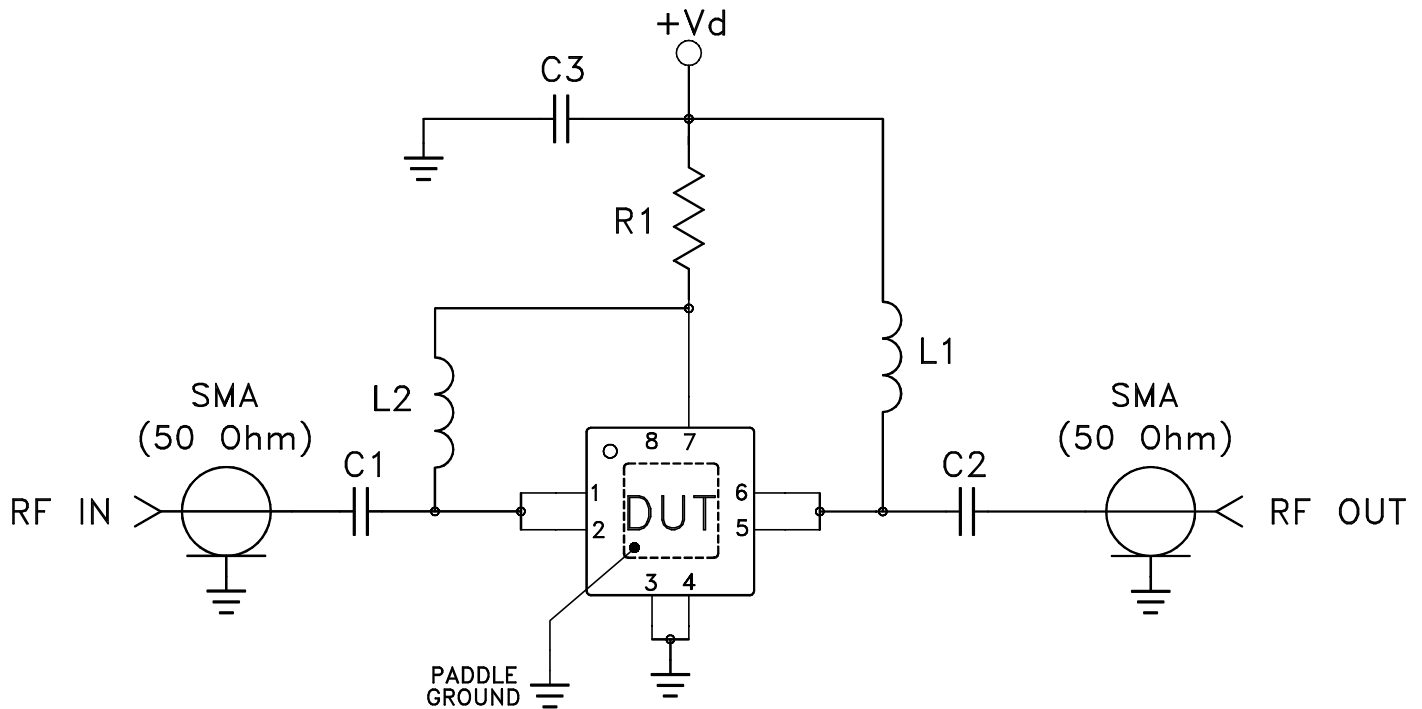 +Vd
C3
R1
L1
L2
SMA
(50 Ohm)
SMA
(50 Ohm)
C1
C2
RF IN
RF OUT
8 7
1
6
DUT
2
5
3 4
PADDLE
GROUND